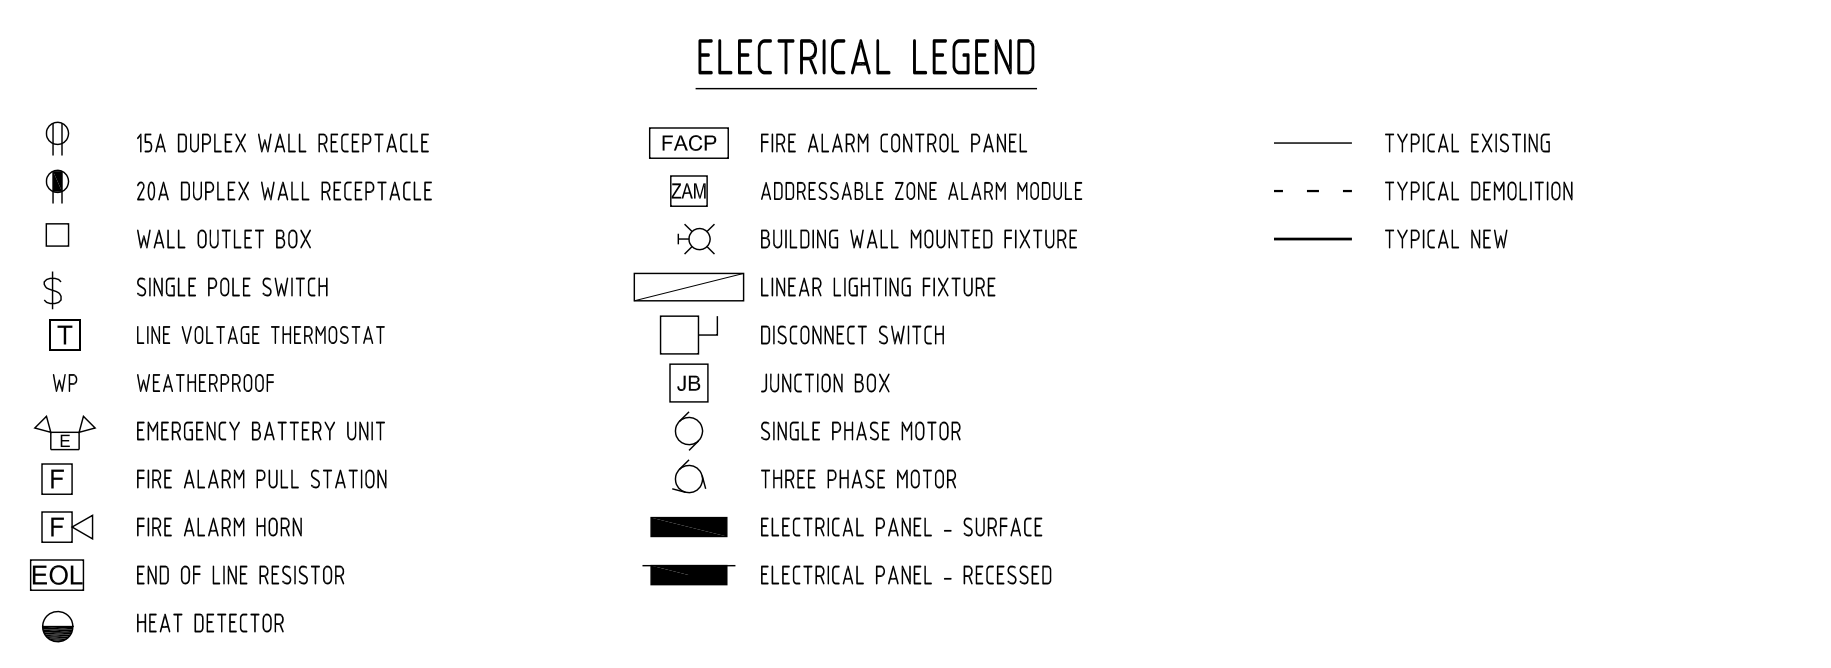 ELECTRICAL LEGEND
15A DUPLEX WALL RECEPTACLE
20A DUPLEX WALL RECEPTACLE
WALL OUTLET BOX
$ SINGLE POLE SWITCH
T LINE VOLTAGE THERMOSTAT
WP WEATHERPROOF
E EMERGENCY BATTERY UNIT
F FIRE ALARM PULL STATION
F FIRE ALARM HORN
EOL END OF LINE RESISTOR
HEAT DETECTOR
FACP FIRE ALARM CONTROL PANEL
ZAM ADDRESSABLE ZONE ALARM MODULE
BUILDING WALL MOUNTED FIXTURE
LINEAR LIGHTING FIXTURE
DISCONNECT SWITCH
JB JUNCTION BOX
SINGLE PHASE MOTOR
THREE PHASE MOTOR
ELECTRICAL PANEL - SURFACE
ELECTRICAL PANEL - RECESSED
TYPICAL EXISTING
TYPICAL DEMOLITION
TYPICAL NEW